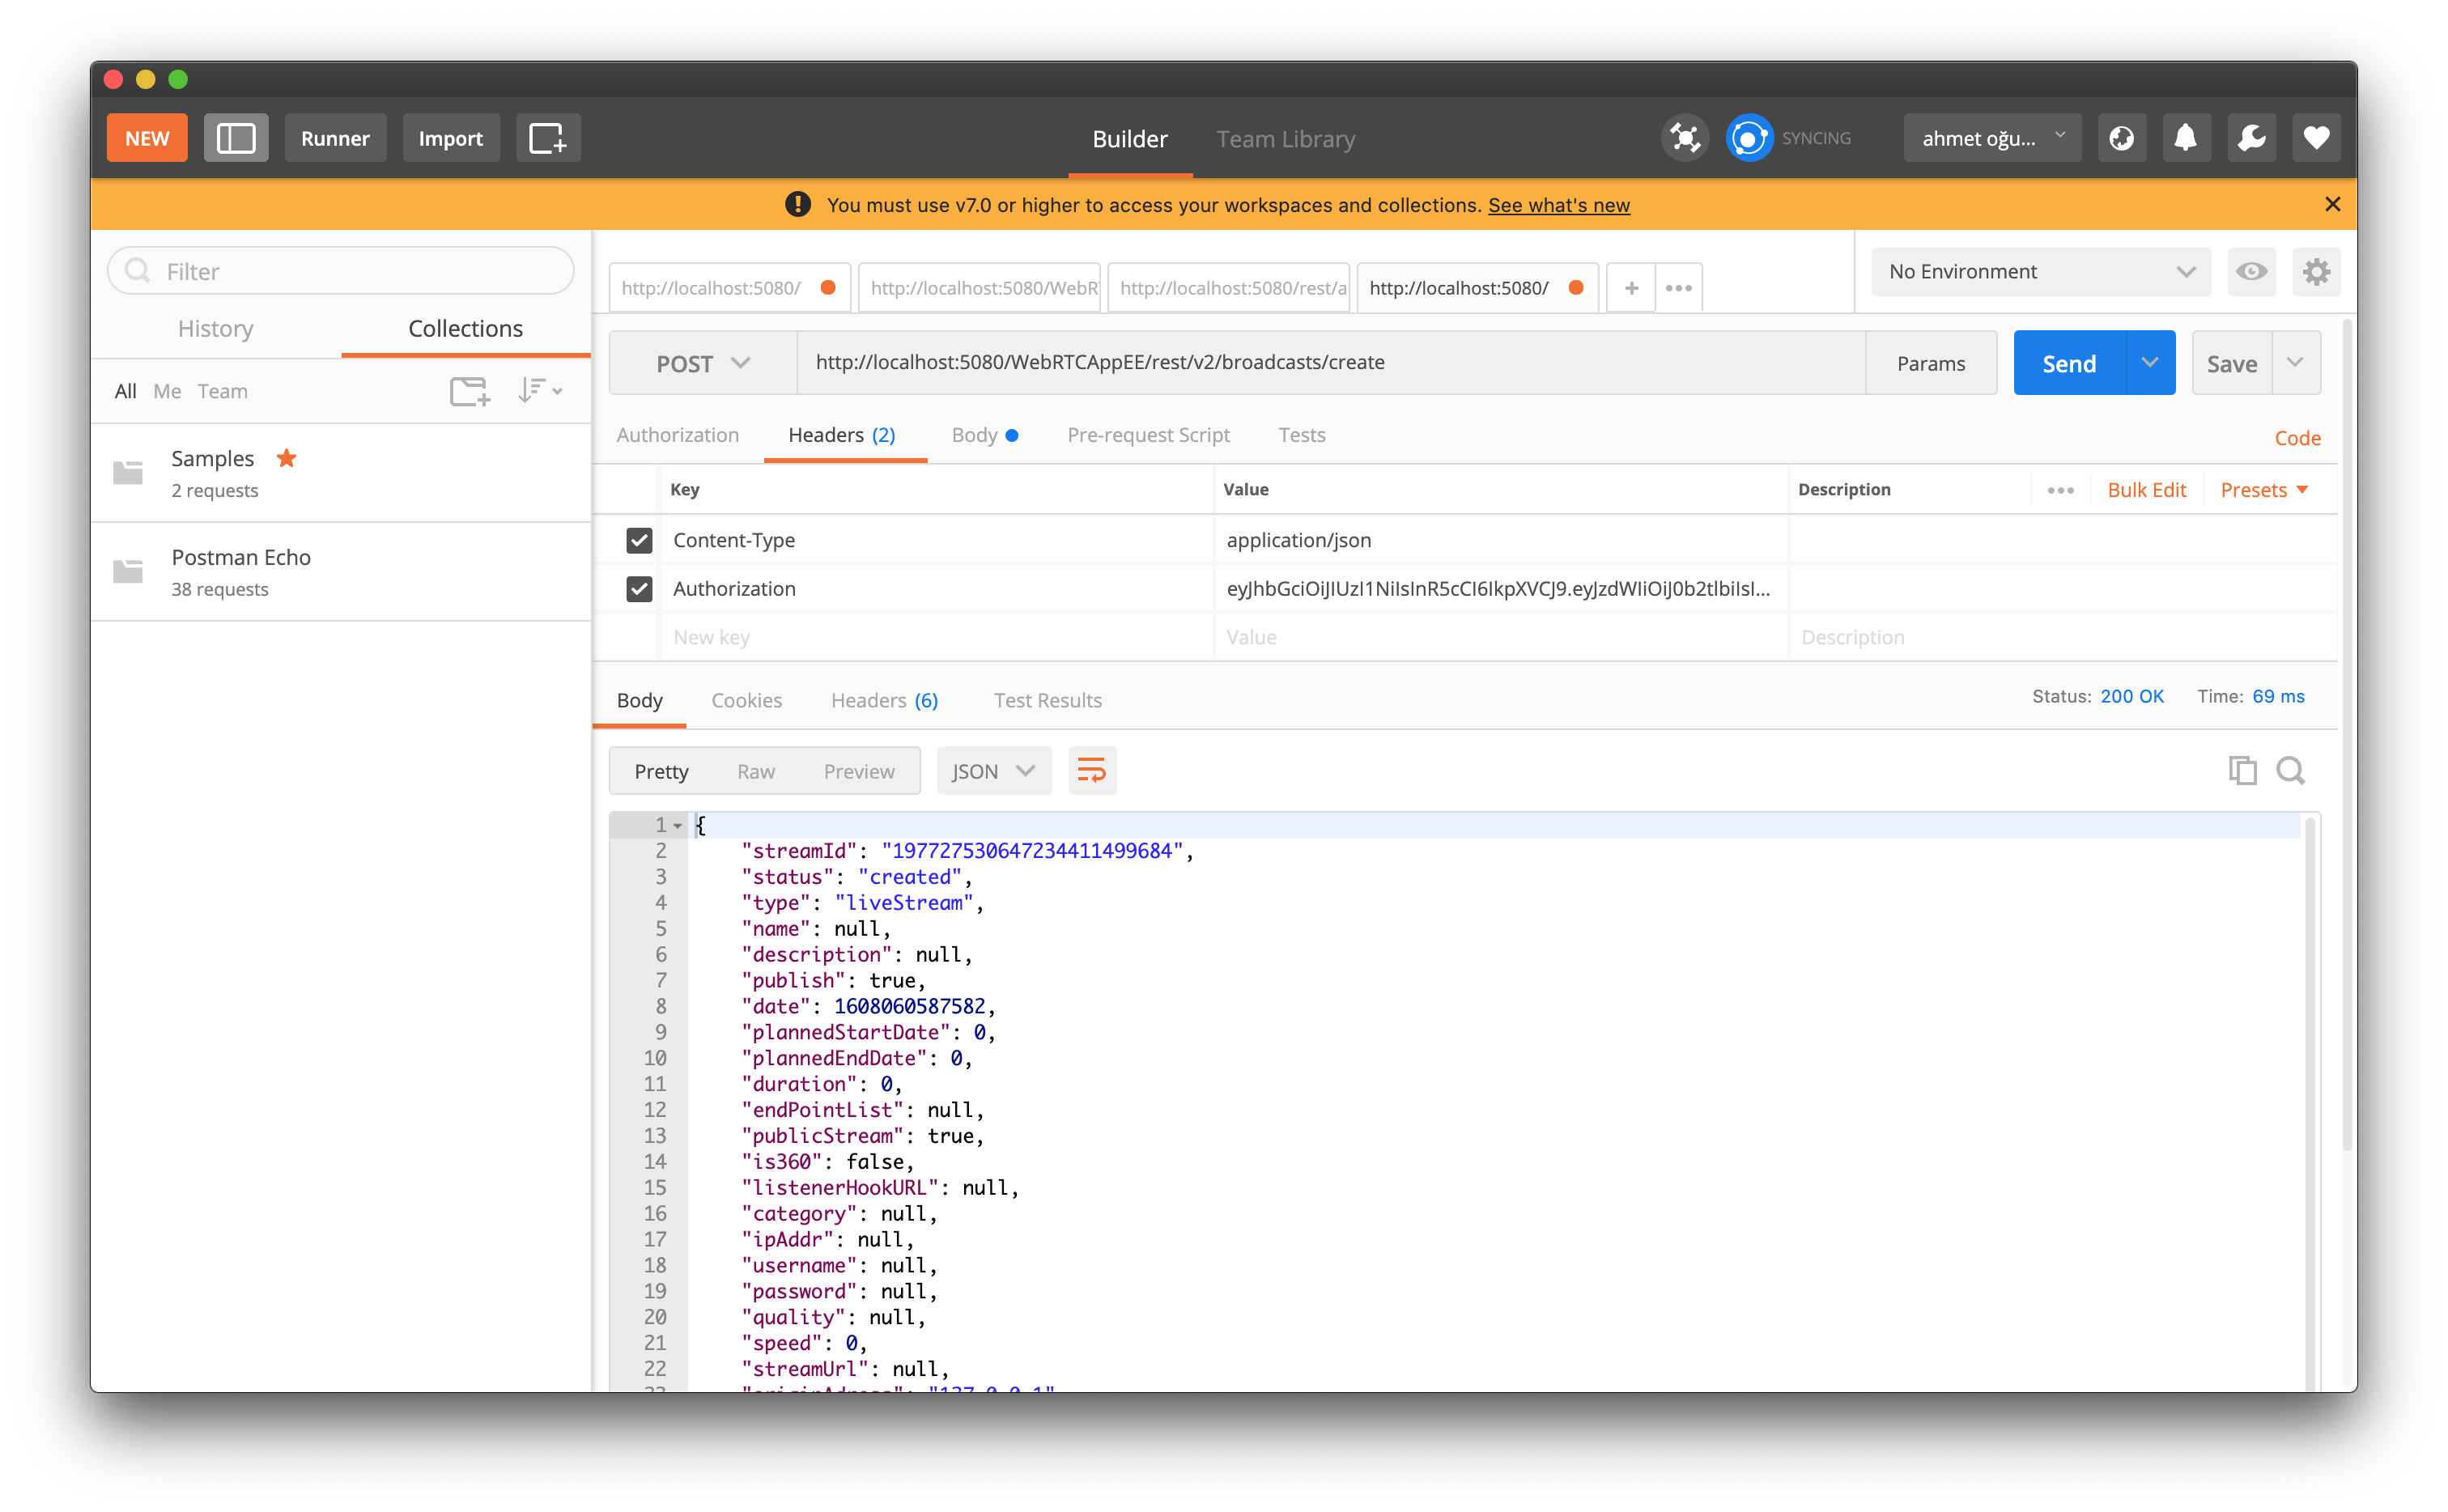 NEW Runner Import Builder Team Library SYNCING ahmet oğu...
You must use v7.0 or higher to access your workspaces and collections. See what's new
Filter
History Collections
All Me Team
Samples
2 requests
Postman Echo
38 requests
http://localhost:5080/ http://localhost:5080/WebR http://localhost:5080/rest/a http://localhost:5080/ + No Environment
POST http://localhost:5080/WebRTCAppEE/rest/v2/broadcasts/create Params Send Save
Authorization Headers (2) Body Pre-request Script Tests Code
Key Value Description Bulk Edit Presets
Content-Type application/json
Authorization eyJhbGciOiJIUzI1NiIsInR5cCI6IkpXVCJ9.eyJzdWIiOiJ0b2tlbiIsI...
New key Value Description
Body Cookies Headers (6) Test Results Status: 200 OK Time: 69 ms
Pretty Raw Preview JSON
1 {
2 "streamId": "197727530647234411499684",
3 "status": "created",
4 "type": "liveStream",
5 "name": null,
6 "description": null,
7 "publish": true,
8 "date": 1608060587582,
9 "plannedStartDate": 0,
10 "plannedEndDate": 0,
11 "duration": 0,
12 "endPointList": null,
13 "publicStream": true,
14 "is360": false,
15 "listenerHookURL": null,
16 "category": null,
17 "ipAddr": null,
18 "username": null,
19 "password": null,
20 "quality": null,
21 "speed": 0,
22 "streamUrl": null,